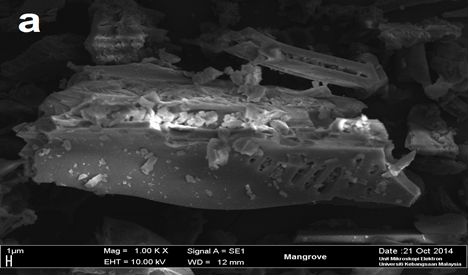 a
1µm
H
Mag = 1.00 K X
EHT = 10.00 kV
Signal A = SE1
WD = 12 mm
Mangrove
Date :21 Oct 2014
Unit Mikroskopi Elektron
Universiti Kebangsaan Malaysia